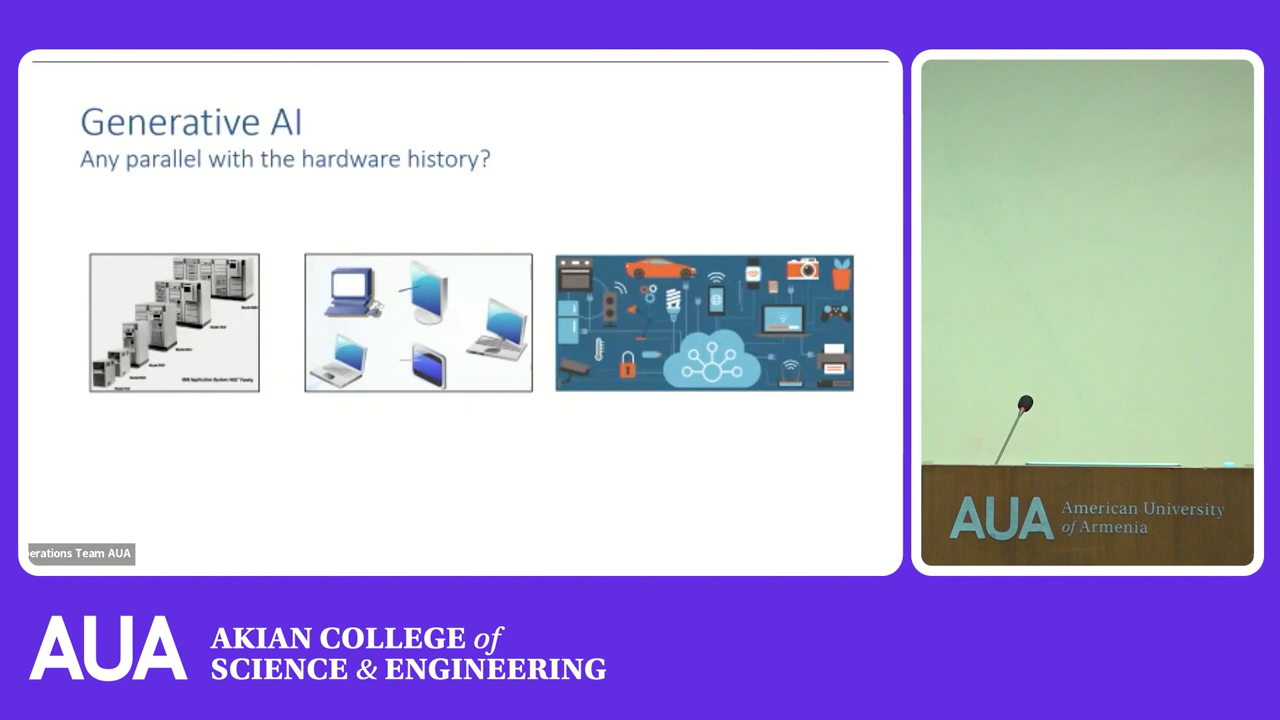 Generative AI
Any parallel with the hardware history?
erations Team AUA
AUA American University
of Armenia
AUA AKIAN COLLEGE of
SCIENCE & ENGINEERING